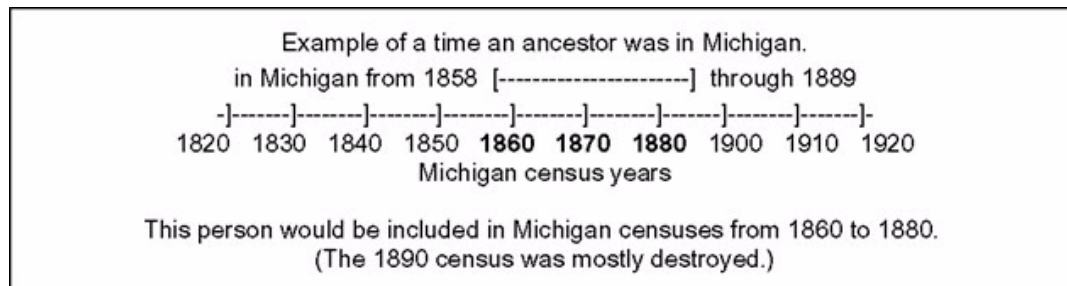 Example of a time an ancestor was in Michigan.
in Michigan from 1858 [-----------------------] through 1889
-]-------]--------]--------]--------]--------]--------]--------]--------]-------]-
1820 1830 1840 1850 1860 1870 1880 1900 1910 1920
Michigan census years
This person would be included in Michigan censuses from 1860 to 1880.
(The 1890 census was mostly destroyed.)